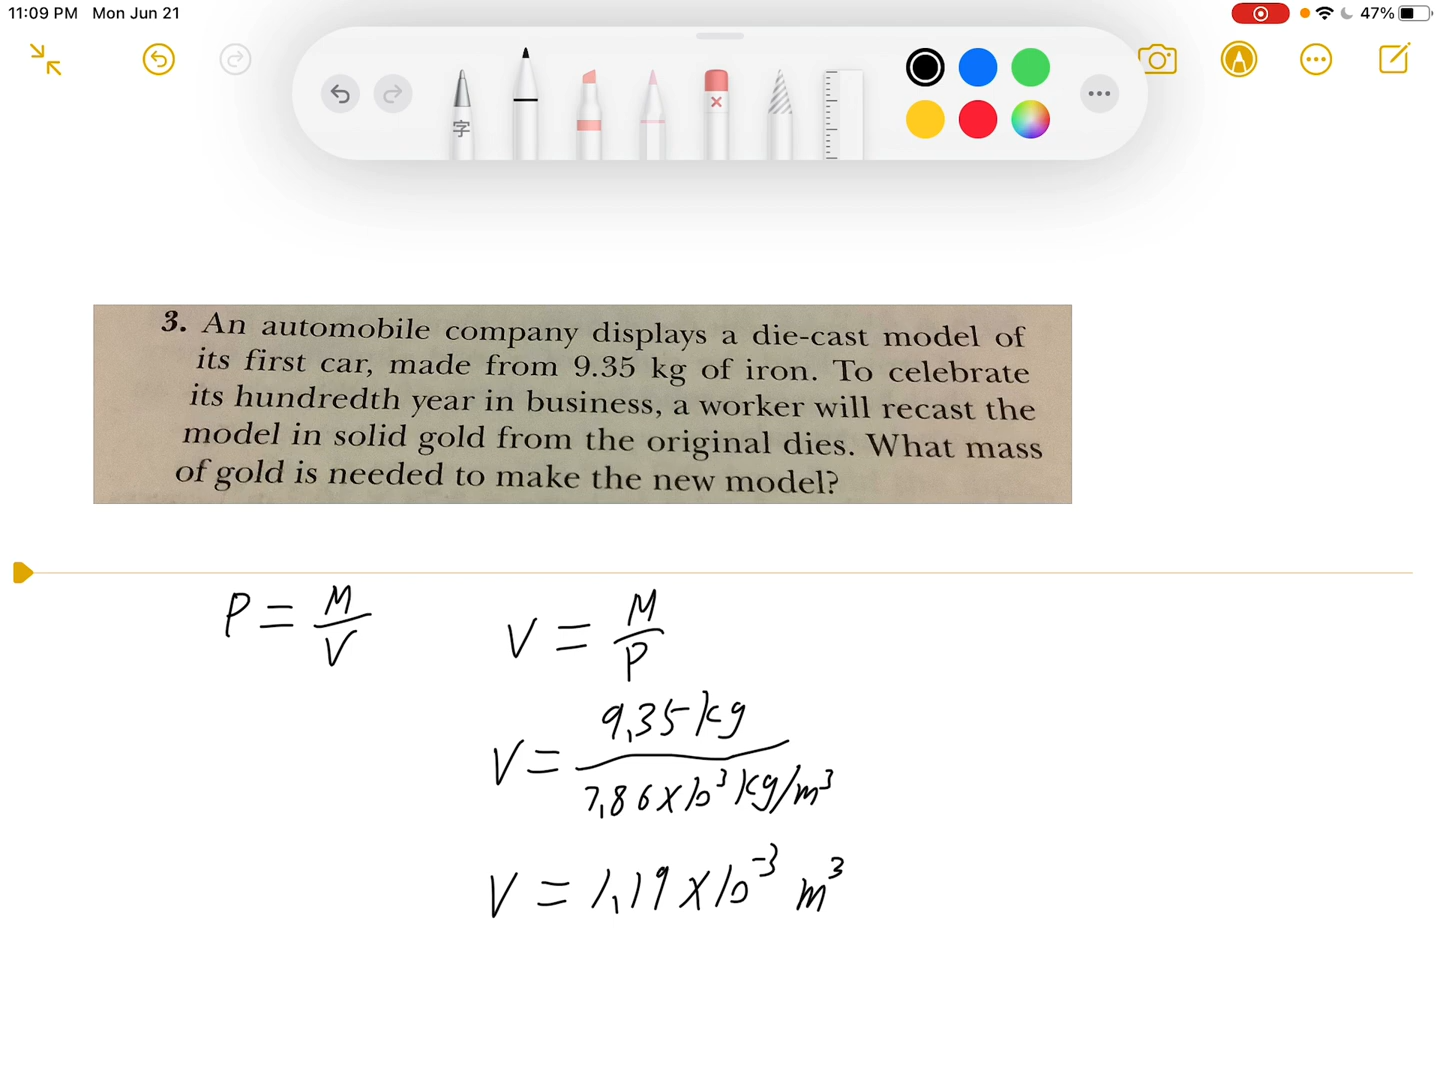 11:09 PM Mon Jun 21
47%
字
3. An automobile company displays a die-cast model of
its first car, made from 9.35 kg of iron. To celebrate
its hundredth year in business, a worker will recast the
model in solid gold from the original dies. What mass
of gold is needed to make the new model?
P = M/V
V = M/P
V = 9.35 kg / 7.86 × 10³ kg/m³
V = 1.19 × 10⁻³ m³